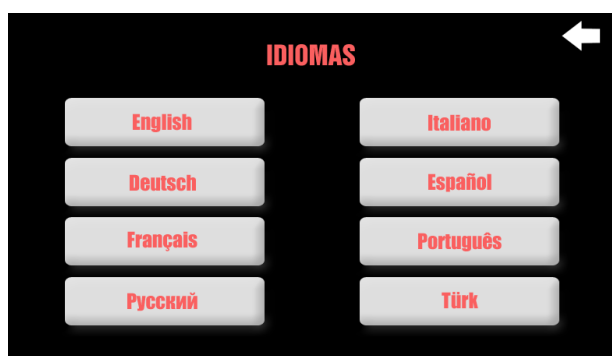 IDIOMAS
English
Italiano
Deutsch
Español
Français
Português
Русский
Türk